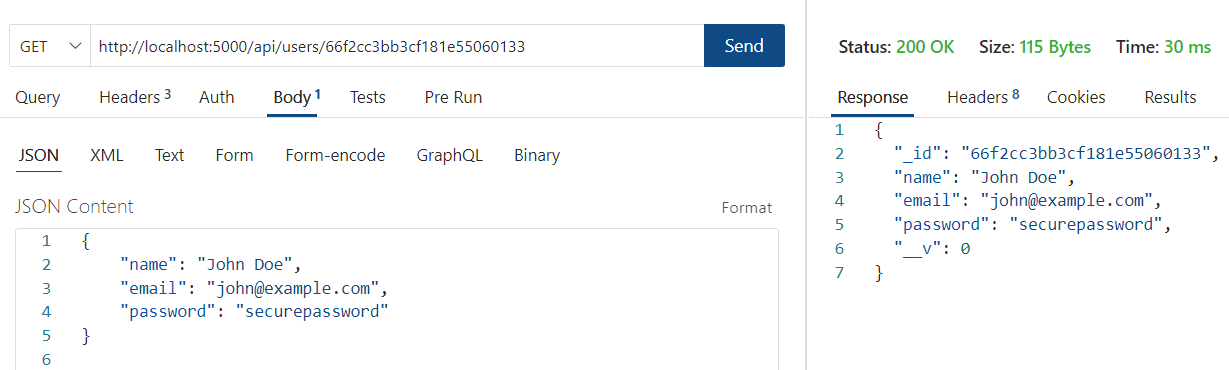 GET http://localhost:5000/api/users/66f2cc3bb3cf181e55060133 Send
Query Headers 3 Auth Body 1 Tests Pre Run
JSON XML Text Form Form-encode GraphQL Binary
JSON Content Format
1 {
2 "name": "John Doe",
3 "email": "john@example.com",
4 "password": "securepassword"
5 }
6
Status: 200 OK Size: 115 Bytes Time: 30 ms
Response Headers 8 Cookies Results
1 {
2 "_id": "66f2cc3bb3cf181e55060133",
3 "name": "John Doe",
4 "email": "john@example.com",
5 "password": "securepassword",
6 "__v": 0
7 }